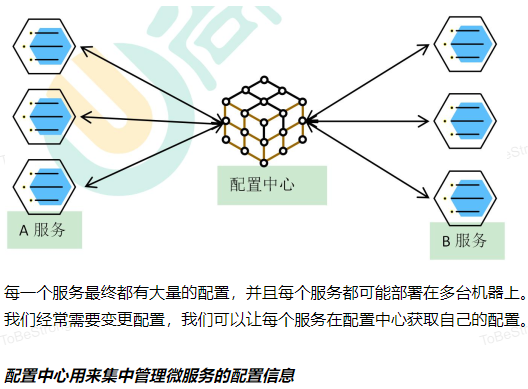 配置中心
A 服务
B 服务
每一个服务最终都有大量的配置，并且每个服务都可能部署在多台机器上。
我们经常需要变更配置，我们可以让每个服务在配置中心获取自己的配置。
配置中心用来集中管理微服务的配置信息